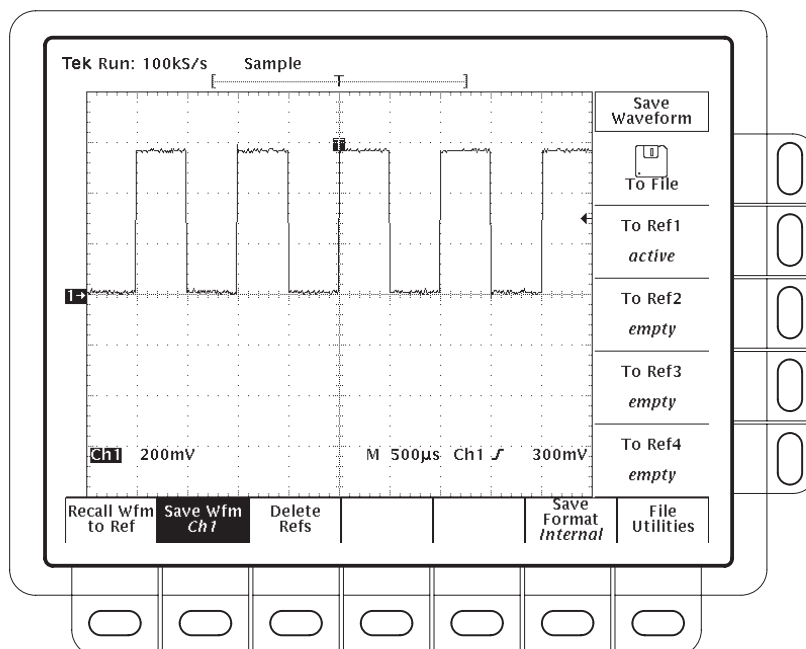 Tek Run: 100kS/s Sample
[ T ]
T
1→
Ch1 200mV M 500µs Ch1 ƒ 300mV
Save
Waveform
To File
To Ref1
active
To Ref2
empty
To Ref3
empty
To Ref4
empty
Recall Wfm
to Ref
Save Wfm
Ch1
Delete
Refs
Save
Format
Internal
File
Utilities